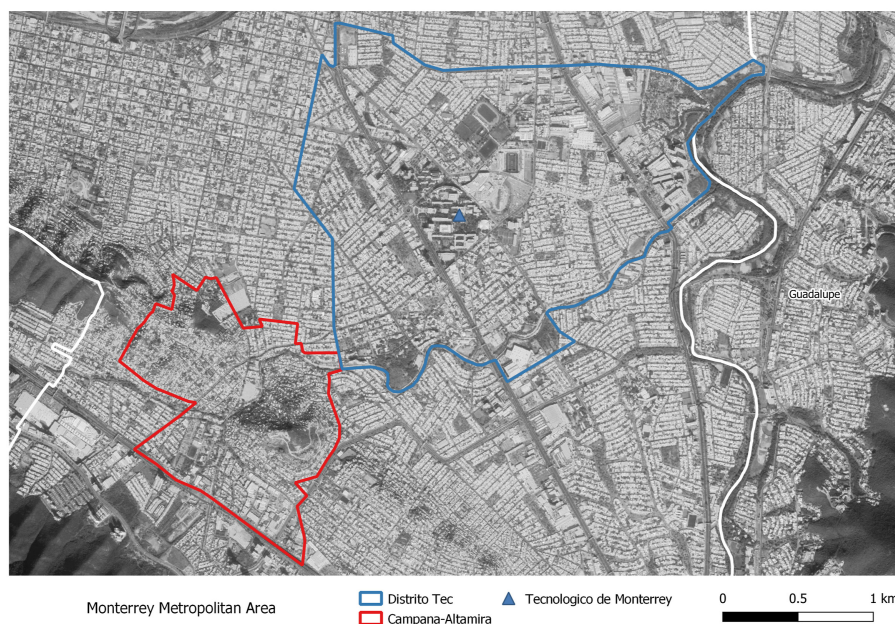 Guadalupe
Monterrey Metropolitan Area
Distrito Tec
Campana-Altamira
Tecnologico de Monterrey
0 0.5 1 km